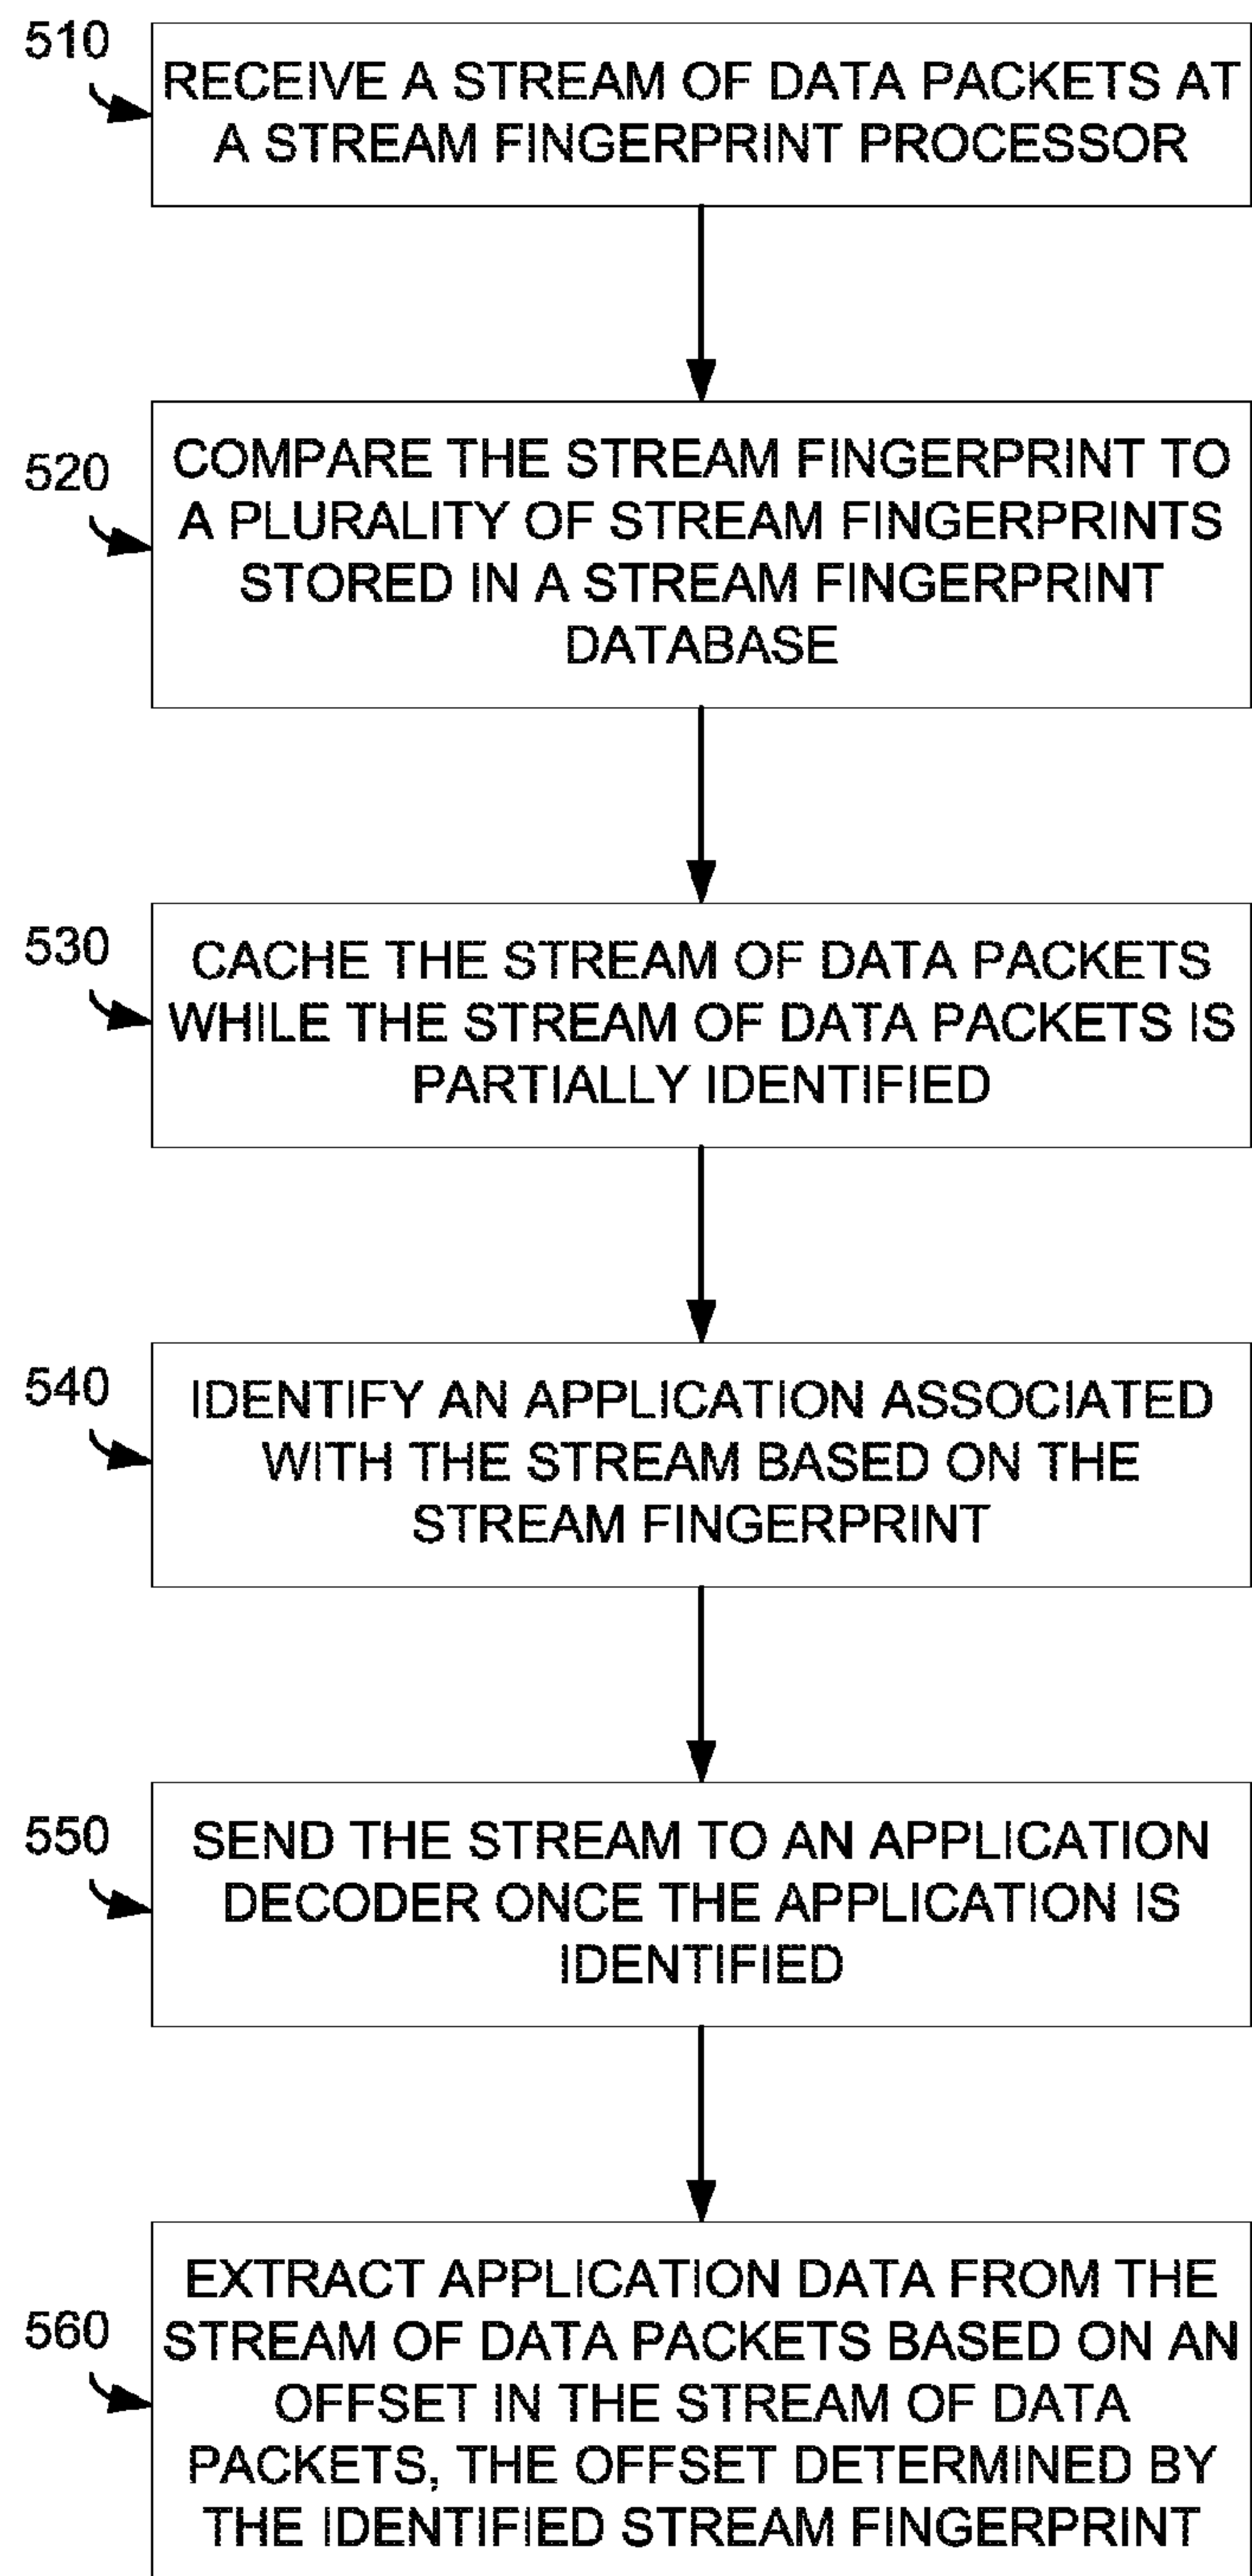 510
RECEIVE A STREAM OF DATA PACKETS AT
A STREAM FINGERPRINT PROCESSOR
520
COMPARE THE STREAM FINGERPRINT TO
A PLURALITY OF STREAM FINGERPRINTS
STORED IN A STREAM FINGERPRINT
DATABASE
530
CACHE THE STREAM OF DATA PACKETS
WHILE THE STREAM OF DATA PACKETS IS
PARTIALLY IDENTIFIED
540
IDENTIFY AN APPLICATION ASSOCIATED
WITH THE STREAM BASED ON THE
STREAM FINGERPRINT
550
SEND THE STREAM TO AN APPLICATION
DECODER ONCE THE APPLICATION IS
IDENTIFIED
560
EXTRACT APPLICATION DATA FROM THE
STREAM OF DATA PACKETS BASED ON AN
OFFSET IN THE STREAM OF DATA
PACKETS, THE OFFSET DETERMINED BY
THE IDENTIFIED STREAM FINGERPRINT